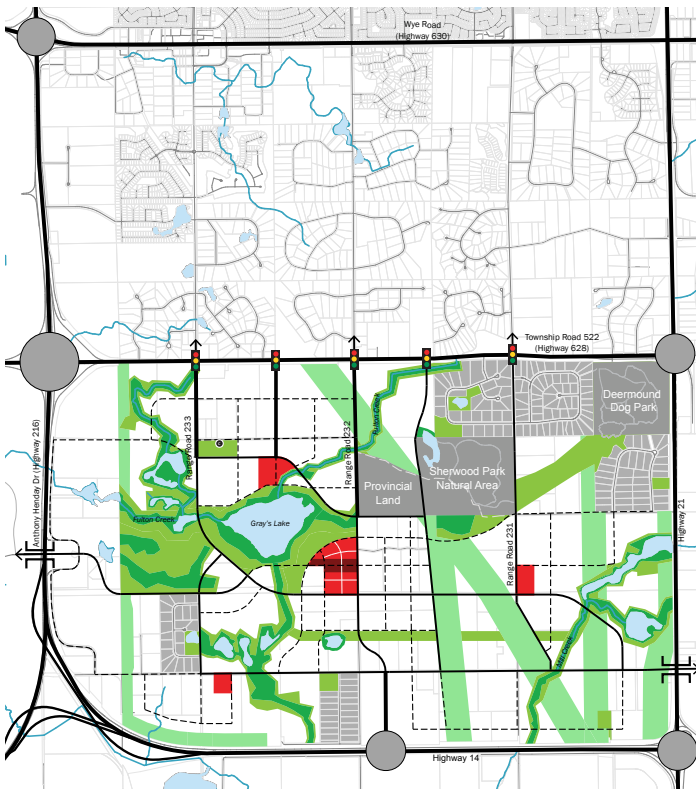 Wye Road
(Highway 630)
Township Road 522
(Highway 628)
Deermound
Dog Park
Fulton Creek
Range Road 233
Range Road 232
Anthony Henday Dr (Highway 216)
Sherwood Park
Natural Area
Provincial
Land
Highway 21
Fulton Creek
Gray's Lake
Range Road 231
Mill Creek
Highway 14